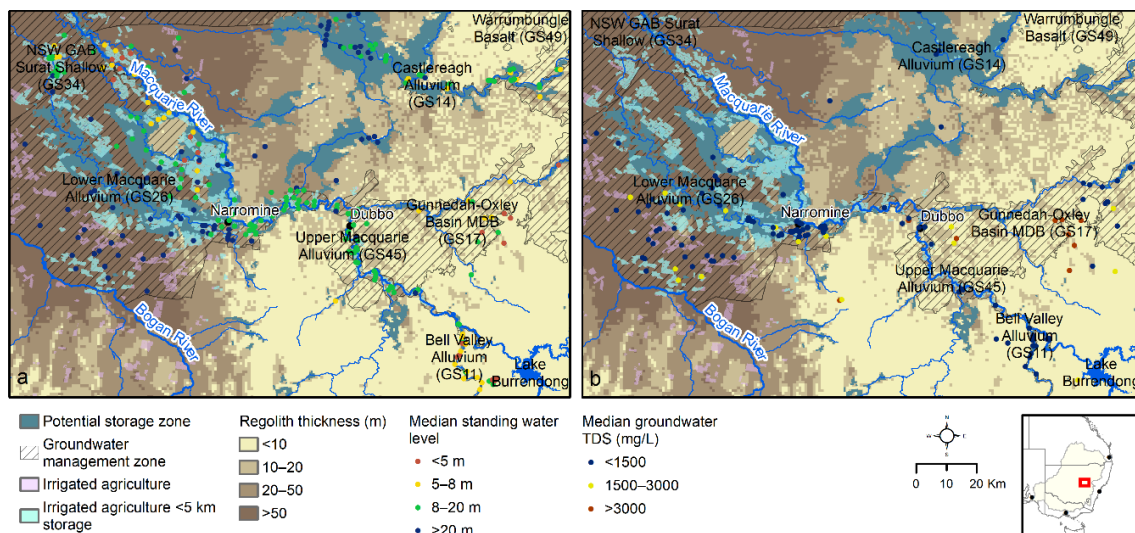 Warrumbungle
Basalt (GS49)
NSW GAB
Surat Shallow
(GS34)
Macquarie River
Castlereagh
Alluvium (GS14)
Lower Macquarie
Alluvium (GS26)
Narromine
Dubbo
Gunnedah-Oxley
Basin MDB
(GS17)
Upper Macquarie
Alluvium (GS45)
Bogan River
Bell Valley
Alluvium
(GS11)
Lake
Burrendong
a
NSW GAB Surat
Shallow (GS34)
Warrumbungle
Basalt (GS49)
Castlereagh
Alluvium (GS14)
Macquarie River
Lower Macquarie
Alluvium (GS26)
Narromine
Dubbo
Gunnedah-Oxley
Basin MDB
(GS17)
Upper Macquarie
Alluvium (GS45)
Bogan River
Bell Valley
Alluvium
(GS11)
Lake
Burrendong
b
Potential storage zone
Groundwater
management zone
Irrigated agriculture
Irrigated agriculture <5 km
storage
Regolith thickness (m)
<10
10–20
20–50
>50
Median standing water
level
<5 m
5–8 m
8–20 m
>20 m
Median groundwater
TDS (mg/L)
<1500
1500–3000
>3000
N
E
S
0 10 20 Km